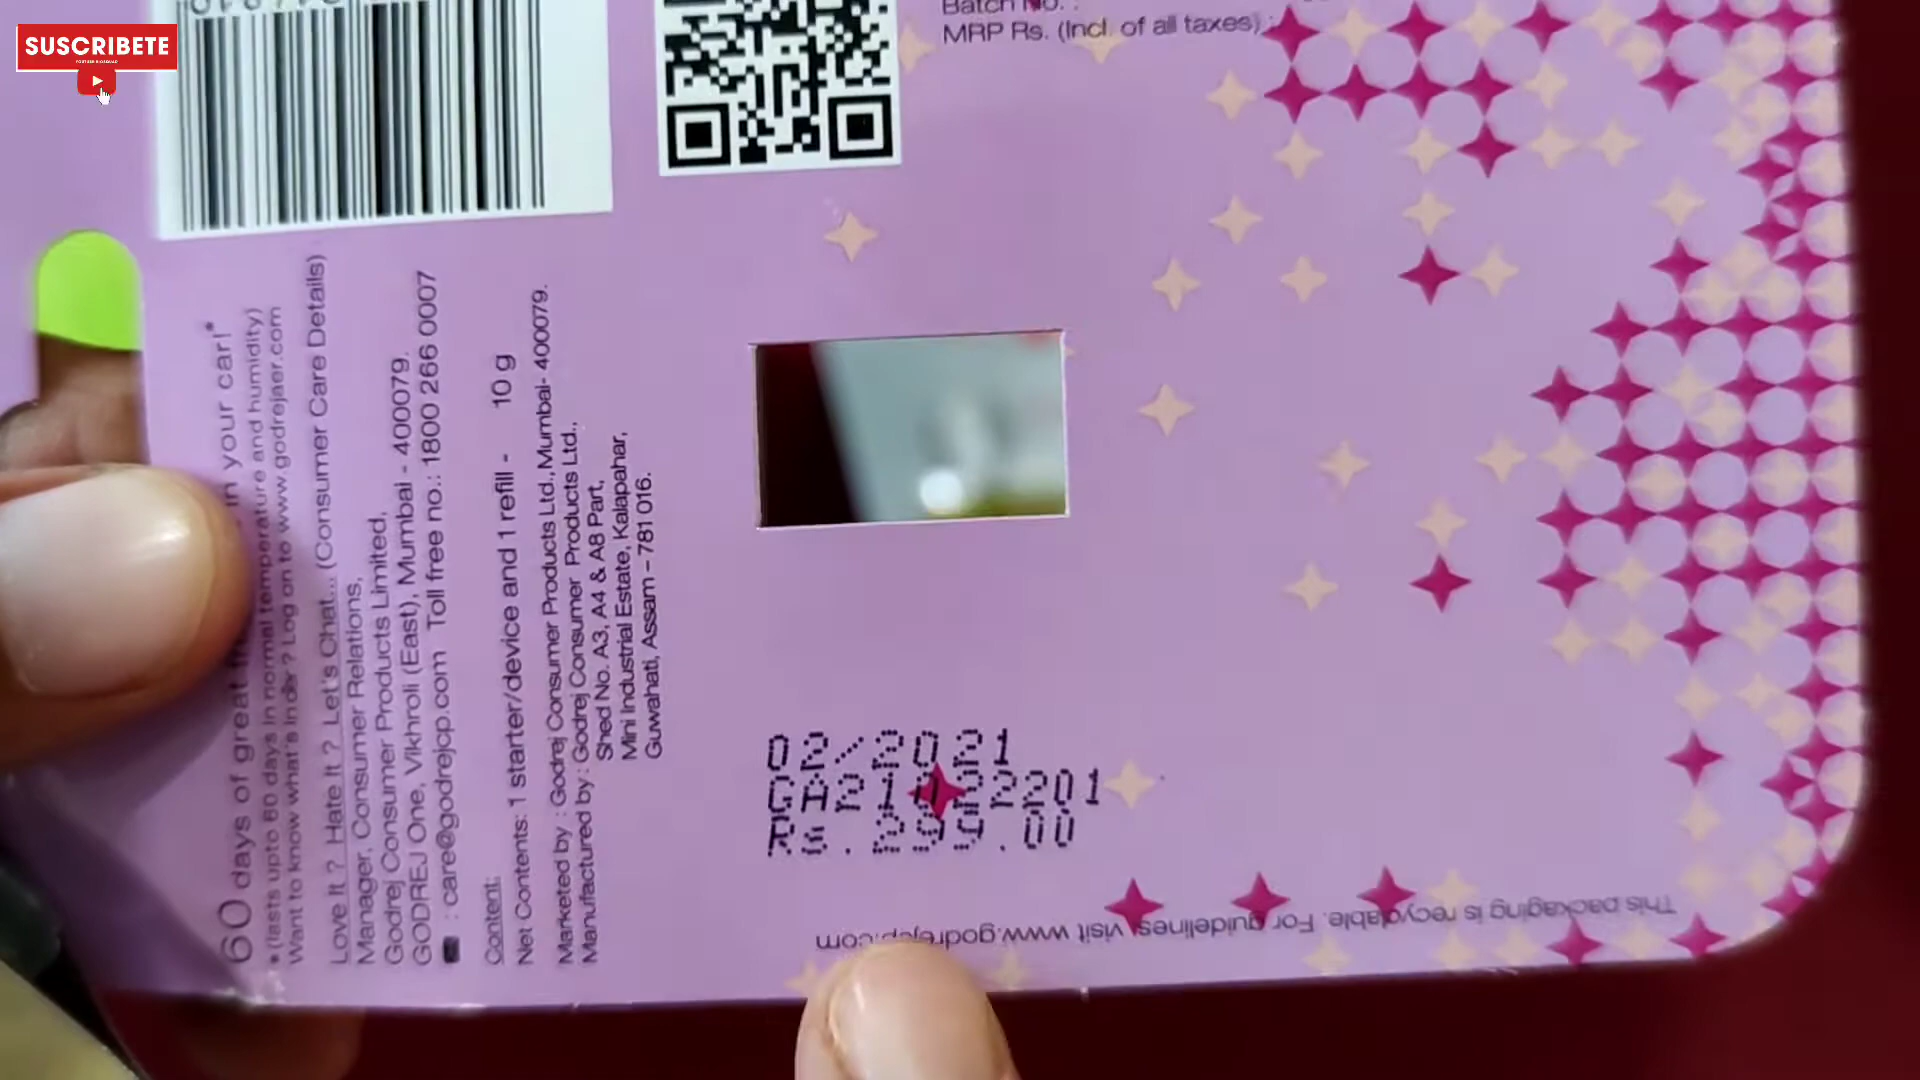 SUSCRIBETE
Batch No. :
MRP Rs. (Incl. of all taxes) :
60 days of great in your car!*
*(lasts upto 60 days in normal temperature and humidity)
Want to know what's in der? Log on to www.godrejaer.com
Love It? Hate It? Let's Chat... (Consumer Care Details)
Manager, Consumer Relations,
Godrej Consumer Products Limited,
GODREJ One, Vikhroli (East), Mumbai - 400079.
: care@godrejcp.com Toll free no.: 1800 266 0007
Content:
Net Contents: 1 starter/device and 1 refill - 10 g
Marketed by : Godrej Consumer Products Ltd., Mumbai- 400079.
Manufactured by: Godrej Consumer Products Ltd.,
Shed No. A3, A4 & A8 Part,
Mini Industrial Estate, Kalapahar,
Guwahati, Assam – 781 016.
02/2021
Rs. 299.00
This packaging is recyclable. For guidelines, visit www.godrejcp.com